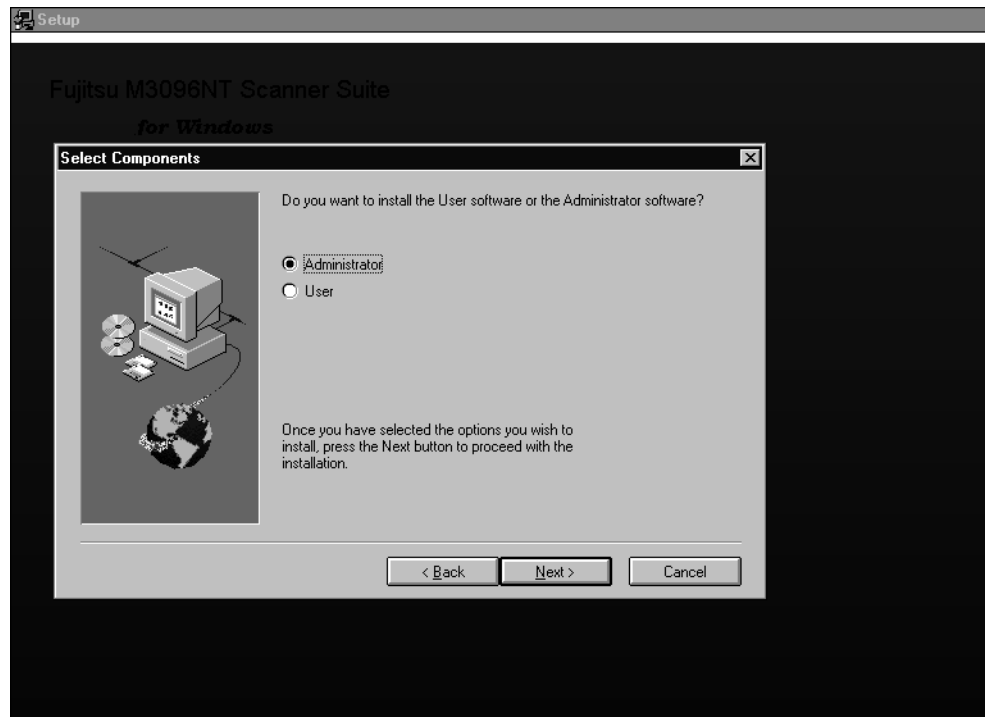 Setup
Fujitsu M3096NT Scanner Suite
for Windows
Select Components
Do you want to install the User software or the Administrator software?
Administrator
User
Once you have selected the options you wish to
install, press the Next button to proceed with the
installation.
< Back
Next >
Cancel